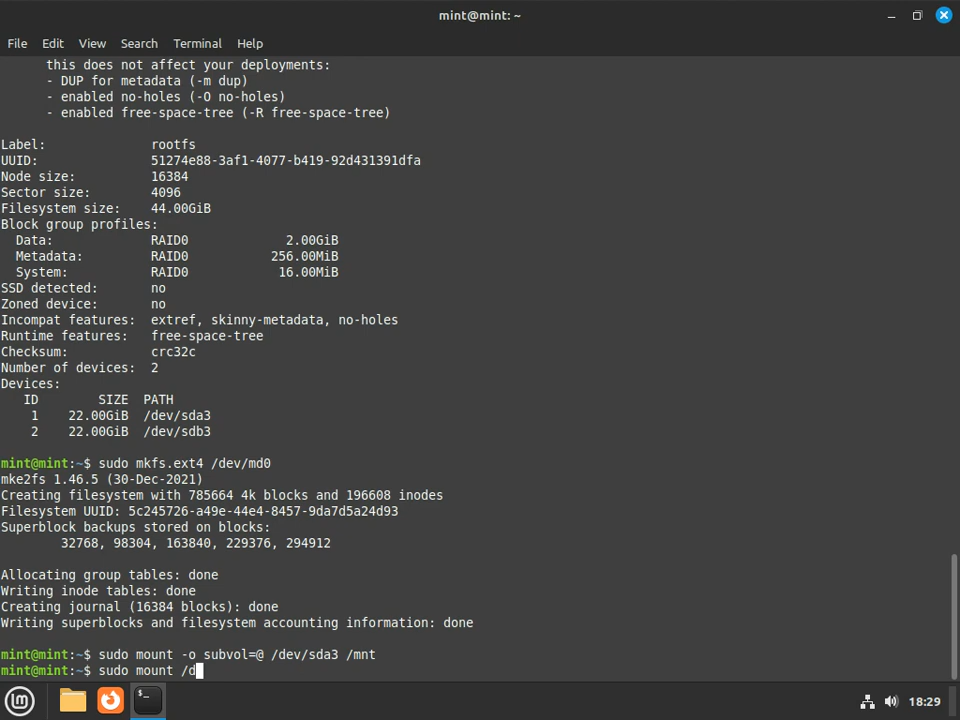 mint@mint: ~
File Edit View Search Terminal Help
this does not affect your deployments:
- DUP for metadata (-m dup)
- enabled no-holes (-O no-holes)
- enabled free-space-tree (-R free-space-tree)
Label: rootfs
UUID: 51274e88-3af1-4077-b419-92d431391dfa
Node size: 16384
Sector size: 4096
Filesystem size: 44.00GiB
Block group profiles:
Data: RAID0 2.00GiB
Metadata: RAID0 256.00MiB
System: RAID0 16.00MiB
SSD detected: no
Zoned device: no
Incompat features: extref, skinny-metadata, no-holes
Runtime features: free-space-tree
Checksum: crc32c
Number of devices: 2
Devices:
ID SIZE PATH
1 22.00GiB /dev/sda3
2 22.00GiB /dev/sdb3
mint@mint:~$ sudo mkfs.ext4 /dev/md0
mke2fs 1.46.5 (30-Dec-2021)
Creating filesystem with 785664 4k blocks and 196608 inodes
Filesystem UUID: 5c245726-a49e-44e4-8457-9da7d5a24d93
Superblock backups stored on blocks:
32768, 98304, 163840, 229376, 294912
Allocating group tables: done
Writing inode tables: done
Creating journal (16384 blocks): done
Writing superblocks and filesystem accounting information: done
mint@mint:~$ sudo mount -o subvol=@ /dev/sda3 /mnt
mint@mint:~$ sudo mount /d
18:29